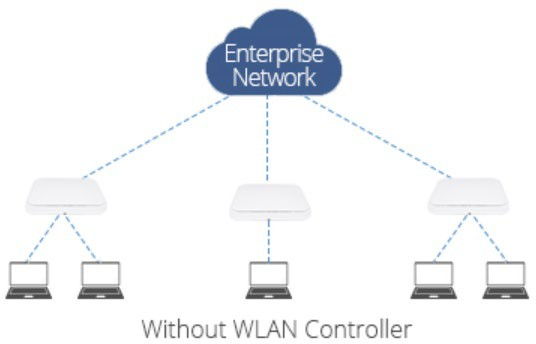 Enterprise
Network
Without WLAN Controller